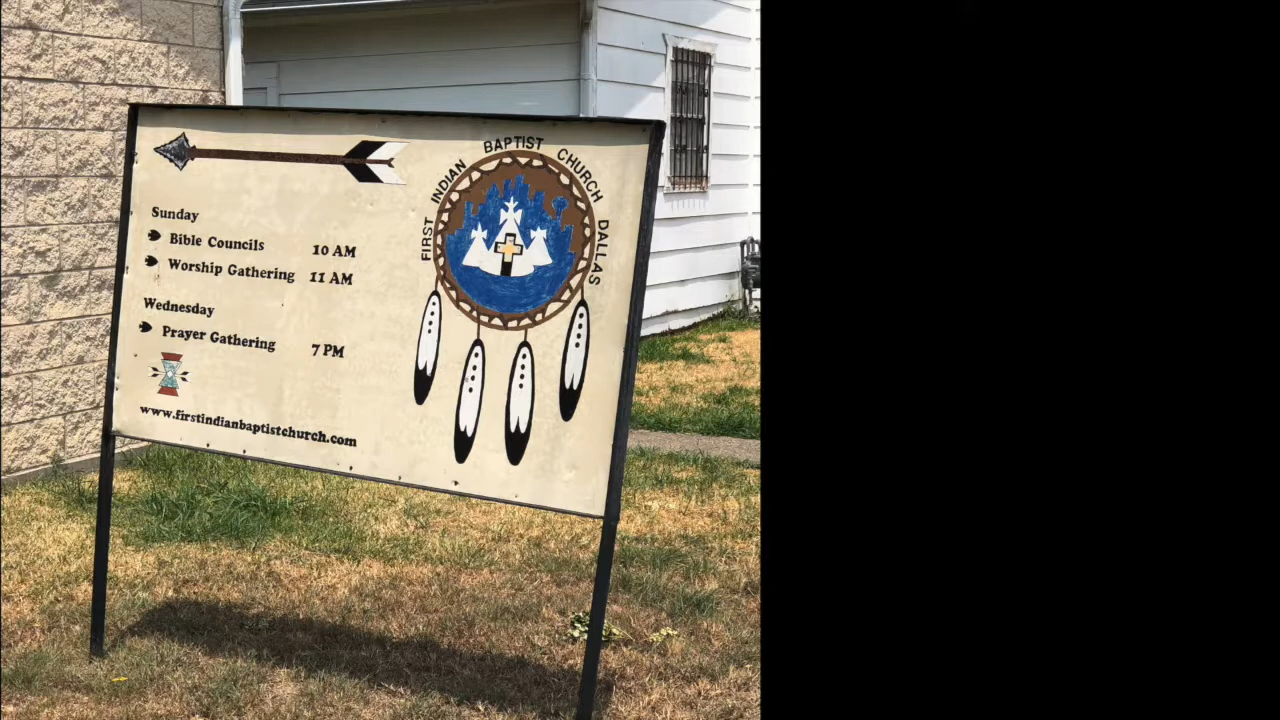 FIRST INDIAN BAPTIST CHURCH DALLAS
Sunday
Bible Councils 10 AM
Worship Gathering 11 AM
Wednesday
Prayer Gathering 7 PM
www.firstindianbaptistchurch.com